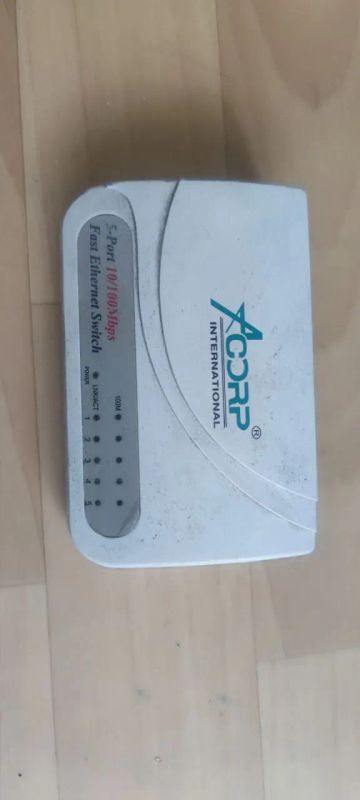 ACORP®
INTERNATIONAL
5-Port 10/100Mbps
Fast Ethernet Switch
100M
LNK/ACT
POWER
1 2 3 4 5